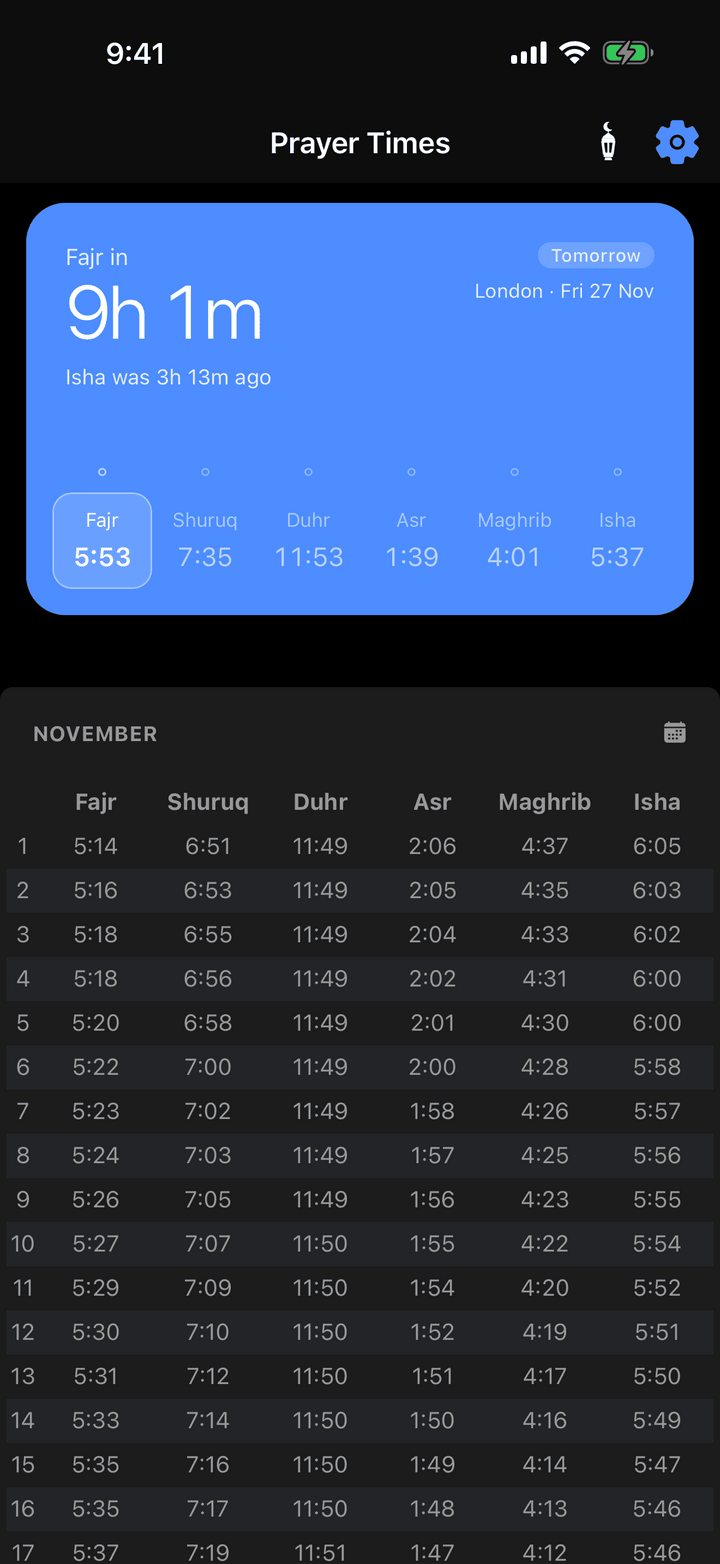 9:41
Prayer Times
Fajr in
Tomorrow
9h 1m
London · Fri 27 Nov
Isha was 3h 13m ago
Fajr Shuruq Duhr Asr Maghrib Isha
5:53 7:35 11:53 1:39 4:01 5:37
NOVEMBER
Fajr Shuruq Duhr Asr Maghrib Isha
1 5:14 6:51 11:49 2:06 4:37 6:05
2 5:16 6:53 11:49 2:05 4:35 6:03
3 5:18 6:55 11:49 2:04 4:33 6:02
4 5:18 6:56 11:49 2:02 4:31 6:00
5 5:20 6:58 11:49 2:01 4:30 6:00
6 5:22 7:00 11:49 2:00 4:28 5:58
7 5:23 7:02 11:49 1:58 4:26 5:57
8 5:24 7:03 11:49 1:57 4:25 5:56
9 5:26 7:05 11:49 1:56 4:23 5:55
10 5:27 7:07 11:50 1:55 4:22 5:54
11 5:29 7:09 11:50 1:54 4:20 5:52
12 5:30 7:10 11:50 1:52 4:19 5:51
13 5:31 7:12 11:50 1:51 4:17 5:50
14 5:33 7:14 11:50 1:50 4:16 5:49
15 5:35 7:16 11:50 1:49 4:14 5:47
16 5:35 7:17 11:50 1:48 4:13 5:46
17 5:37 7:19 11:51 1:47 4:12 5:46